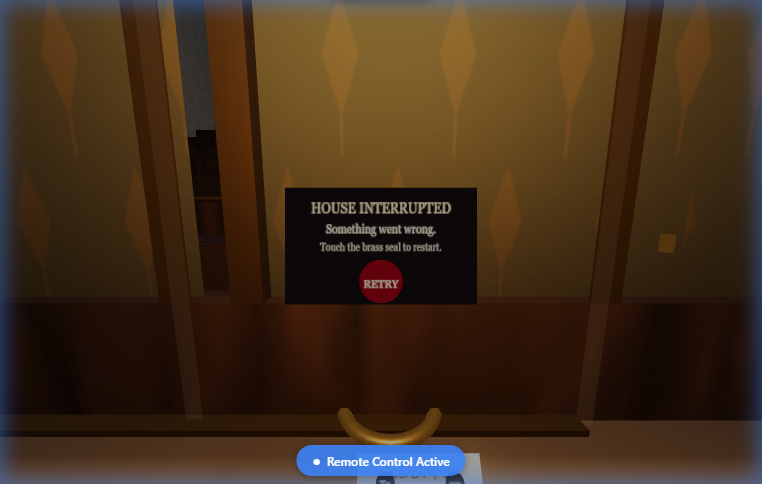 HOUSE INTERRUPTED
Something went wrong.
Touch the brass seal to restart.
RETRY
Remote Control Active